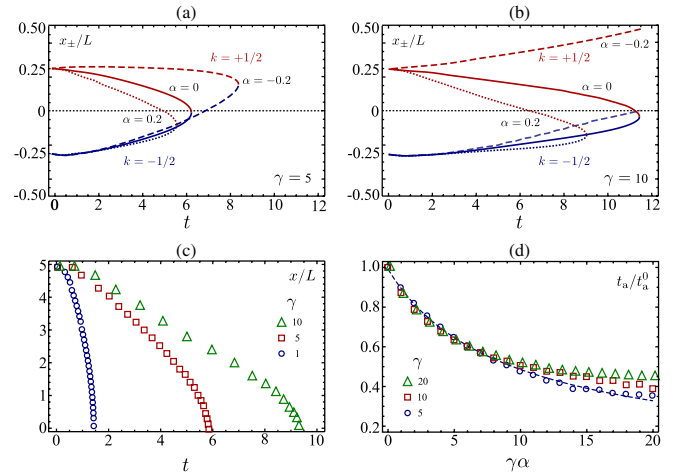 (a)
x±/L
k = +1/2
α = 0
α = −0.2
α = 0.2
k = −1/2
γ = 5
0.50
0.25
0
-0.25
-0.50
0 2 4 6 8 10 12
t
(b)
x±/L
α = −0.2
k = +1/2
α = 0
α = 0.2
k = −1/2
γ = 10
0.50
0.25
0
-0.25
-0.50
0 2 4 6 8 10 12
t
(c)
x/L
γ
10
5
1
5
4
3
2
1
0
0 2 4 6 8 10
t
(d)
tₐ/tₐ⁰
γ
20
10
5
1.0
0.8
0.6
0.4
0.2
0 5 10 15 20
γα